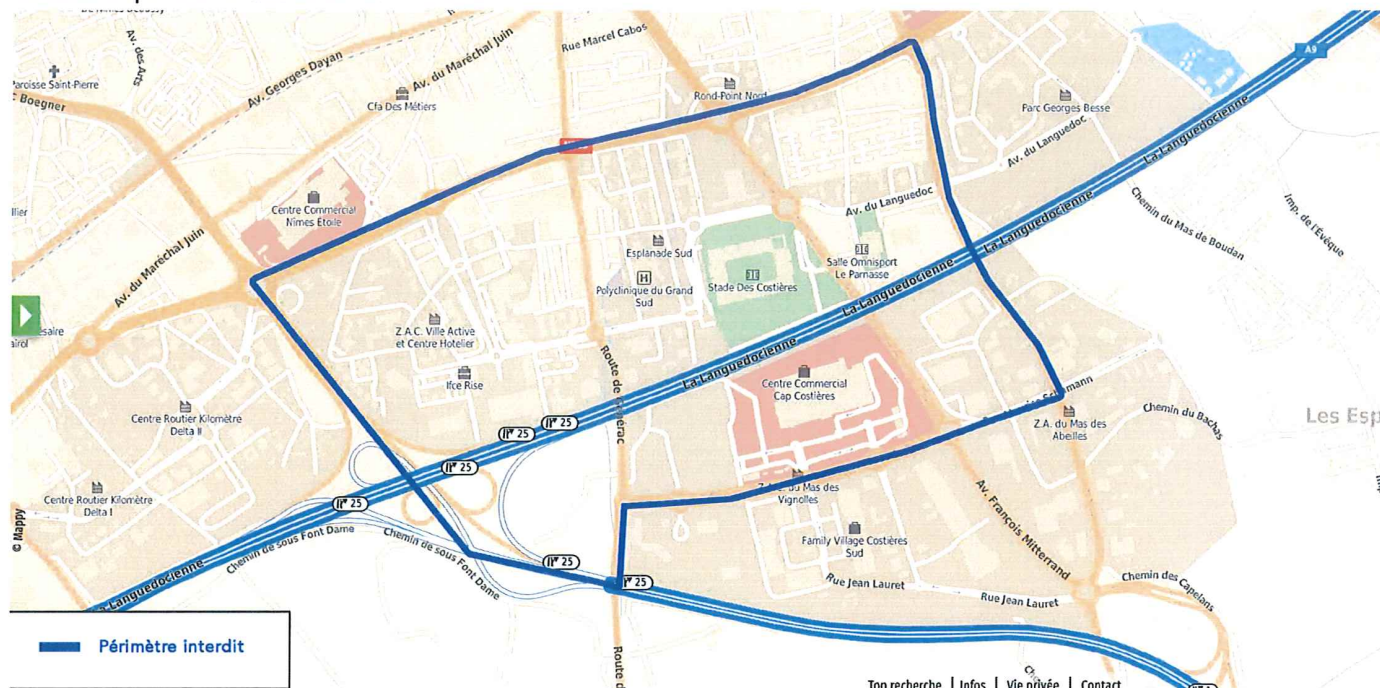 Av. des Arts
Av. Georges Dayan
Av. du Maréchal Juin
Rue Marcel Cabos
A9
Paroisse Saint-Pierre
c Boegner
Cfa Des Métiers
Rond-Point Nord
Parc Georges Besse
Av. du Languedoc
La Languedocienne
Centre Commercial
Nîmes Étoile
Av. du Languedoc
Chemin du Mas de Boudan
Imp. de l'Évêque
Av. du Maréchal Juin
Esplanade Sud
Salle Omnisport
Le Parnasse
La Languedocienne
H
Polyclinique du Grand
Sud
Stade Des Costières
La Languedocienne
Z.A.C. Ville Active
et Centre Hotelier
Ifce Rise
Route de
La Languedocienne
Centre Commercial
Cap Costières
Centre Routier Kilomètre
Delta II
25
25
25
25
Z.A. du Mas des
Abeilles
Chemin du Bachas
Les Esp
Centre Routier Kilomètre
Delta I
du Mas des
Vignolles
© Mappy
Chemin de sous Font Dame
Chemin de sous Font Dame
25
25
Family Village Costières
Sud
Av. François Mitterrand
Rue Jean Lauret
Rue Jean Lauret
Chemin des Capelans
La Languedocienne
Périmètre interdit
Route d
Top recherche | Infos | Vie privée | Contact